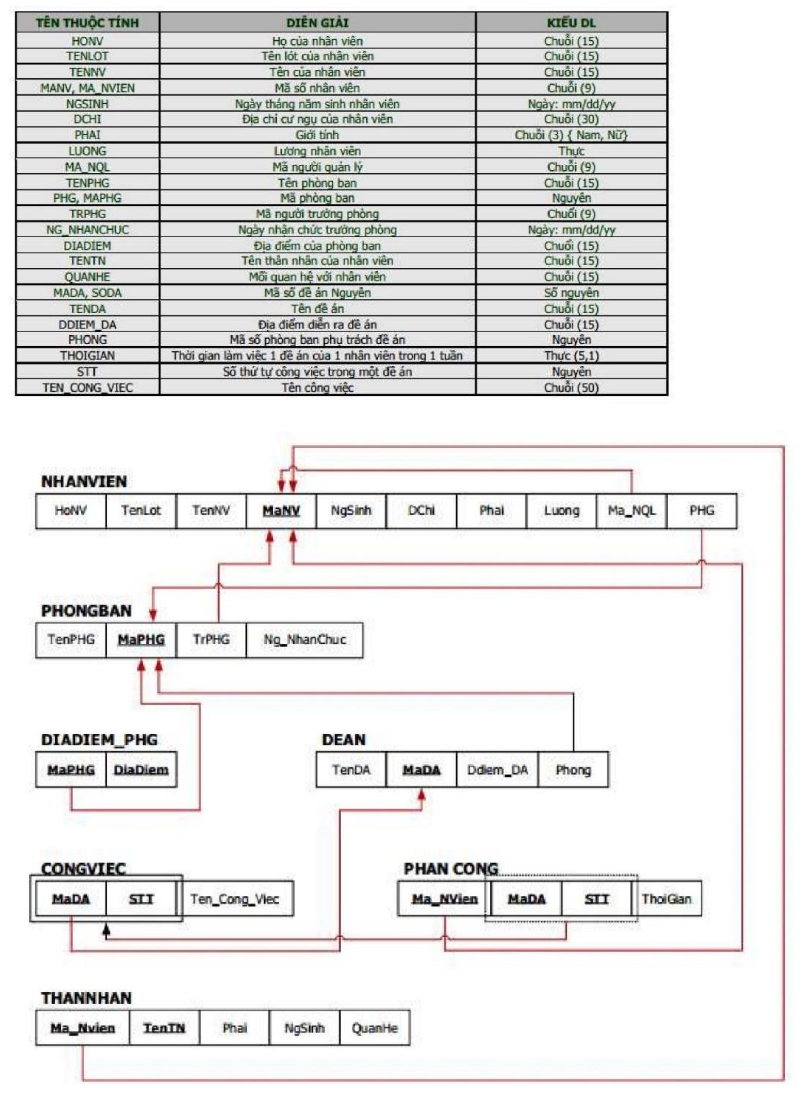 TÊN THUỘC TÍNH DIỄN GIẢI KIỂU DL
HONV Họ của nhân viên Chuỗi (15)
TENLOT Tên lót của nhân viên Chuỗi (15)
TENNV Tên của nhân viên Chuỗi (15)
MANV, MA_NVIEN Mã số nhân viên Chuỗi (9)
NGSINH Ngày tháng năm sinh nhân viên Ngày: mm/dd/yy
DCHI Địa chỉ cư ngụ của nhân viên Chuỗi (30)
PHAI Giới tính Chuỗi (3) { Nam, Nữ}
LUONG Lương nhân viên Thực
MA_NQL Mã người quản lý Chuỗi (9)
TENPHG Tên phòng ban Chuỗi (15)
PHG, MAPHG Mã phòng ban Nguyên
TRPHG Mã người trưởng phòng Chuỗi (9)
NG_NHANCHUC Ngày nhận chức trưởng phòng Ngày: mm/dd/yy
DIADIEM Địa điểm của phòng ban Chuỗi (15)
TENTN Tên thân nhân của nhân viên Chuỗi (15)
QUANHE Mối quan hệ với nhân viên Chuỗi (15)
MADA, SODA Mã số đề án Nguyên Số nguyên
TENDA Tên đề án Chuỗi (15)
DDIEM_DA Địa điểm diễn ra đề án Chuỗi (15)
PHONG Mã số phòng ban phụ trách đề án Nguyên
THOIGIAN Thời gian làm việc 1 đề án của 1 nhân viên trong 1 tuần Thực (5,1)
STT Số thứ tự công việc trong một đề án Nguyên
TEN_CONG_VIEC Tên công việc Chuỗi (50)
NHANVIEN
HoNV TenLot TenNV MaNV NgSinh DChi Phai Luong Ma_NQL PHG
PHONGBAN
TenPHG MaPHG TrPHG Ng_NhanChuc
DIADIEM_PHG DEAN
MaPHG DiaDiem TenDA MaDA Ddiem_DA Phong
CONGVIEC PHAN CONG
MaDA STT Ten_Cong_Viec Ma_NVien MaDA STT ThoiGian
THANNHAN
Ma_Nvien TenTN Phai NgSinh QuanHe